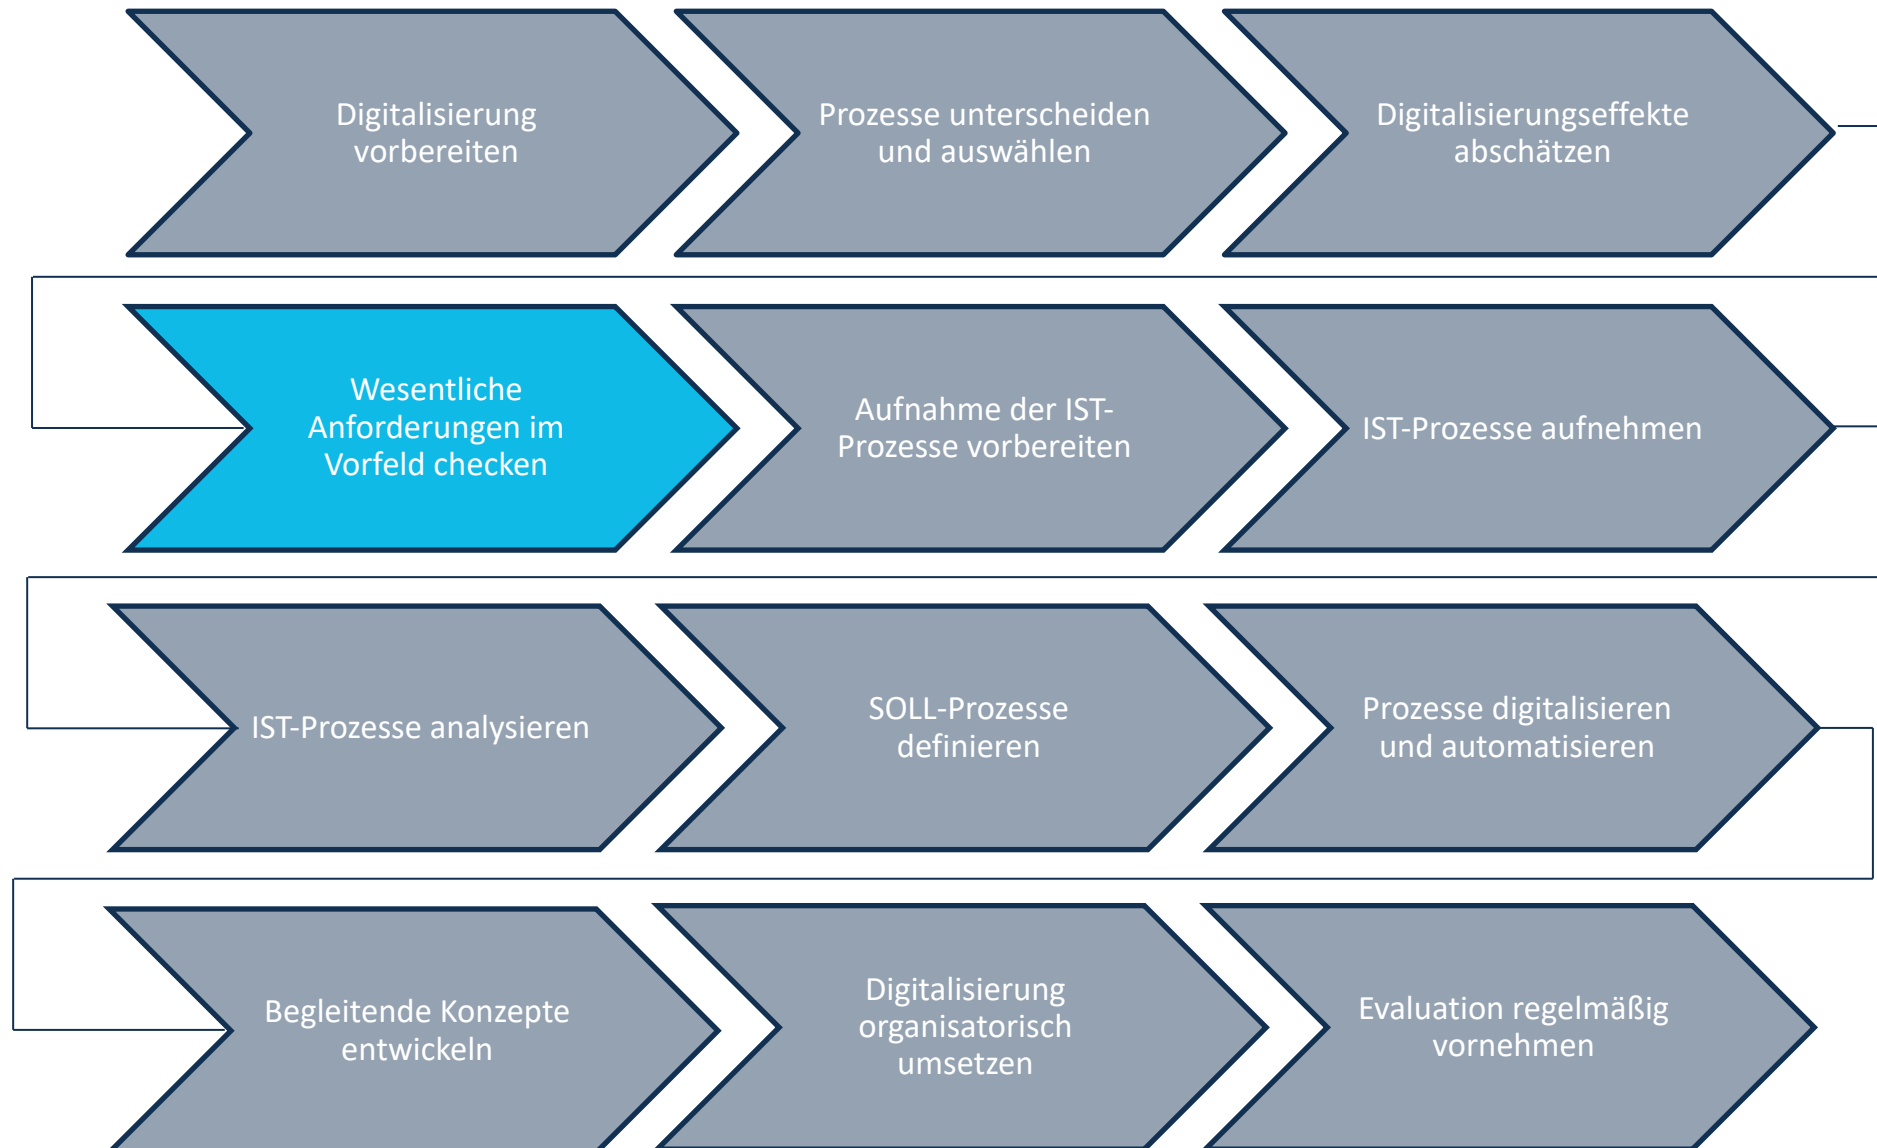 Digitalisierung
vorbereiten
Prozesse unterscheiden
und auswählen
Digitalisierungseffekte
abschätzen
Wesentliche
Anforderungen im
Vorfeld checken
Aufnahme der IST-
Prozesse vorbereiten
IST-Prozesse aufnehmen
IST-Prozesse analysieren
SOLL-Prozesse
definieren
Prozesse digitalisieren
und automatisieren
Begleitende Konzepte
entwickeln
Digitalisierung
organisatorisch
umsetzen
Evaluation regelmäßig
vornehmen